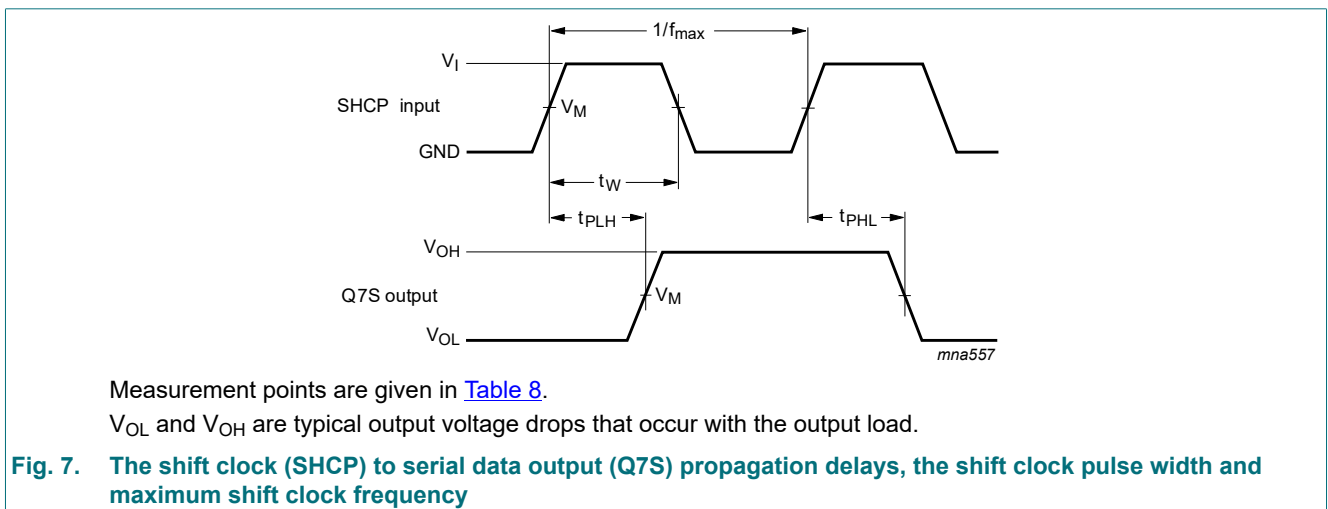 1/fmax
VI
SHCP input
VM
GND
tW
tPLH
tPHL
VOH
Q7S output
VM
VOL
mna557
Measurement points are given in Table 8.
VOL and VOH are typical output voltage drops that occur with the output load.
Fig. 7. The shift clock (SHCP) to serial data output (Q7S) propagation delays, the shift clock pulse width and
maximum shift clock frequency